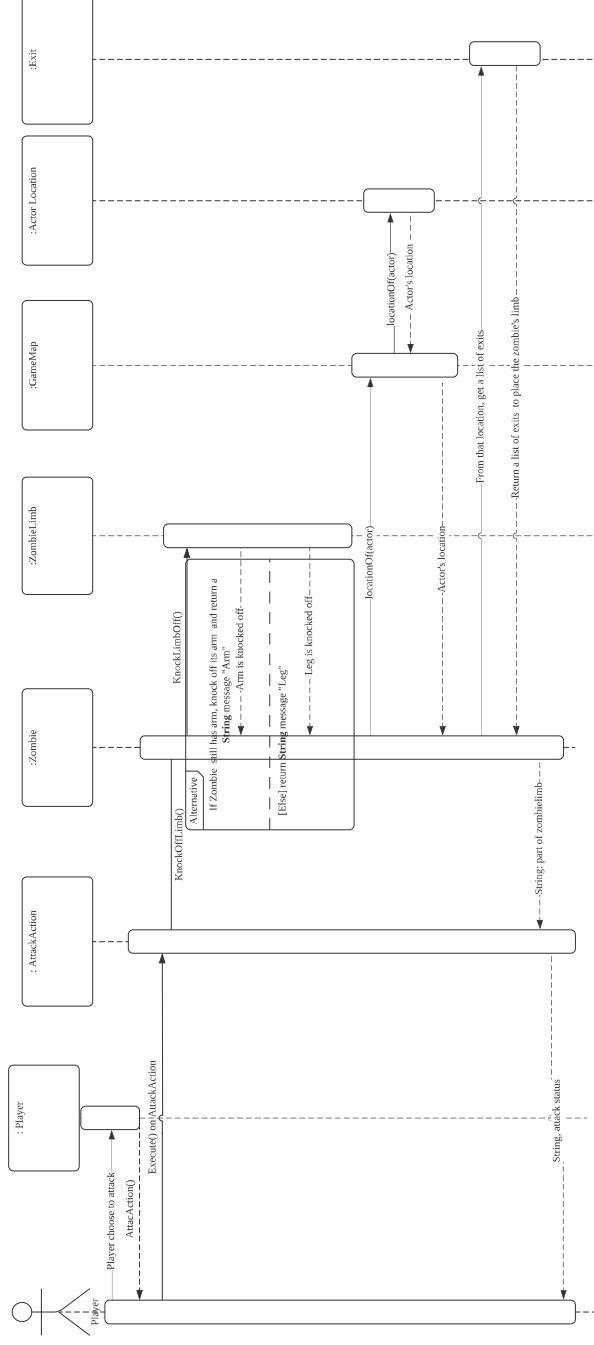 Player
: Player
: AttackAction
:Zombie
:ZombieLimb
:GameMap
:Actor Location
:Exit
Player choose to attack
AttacAction()
Execute() on AttackAction
KnockOffLimb()
KnockLimbOff()
Alternative
If Zombie still has arm, knock off its arm and return a
String message "Arm"
Arm is knocked off
[Else] return String message "Leg"
Leg is knocked off
locationOf(actor)
locationOf(actor)
Actor's location
Actor's location
From that location, get a list of exits
Return a list of exits to place the zombie's limb
String: part of zombielimb
String, attack status